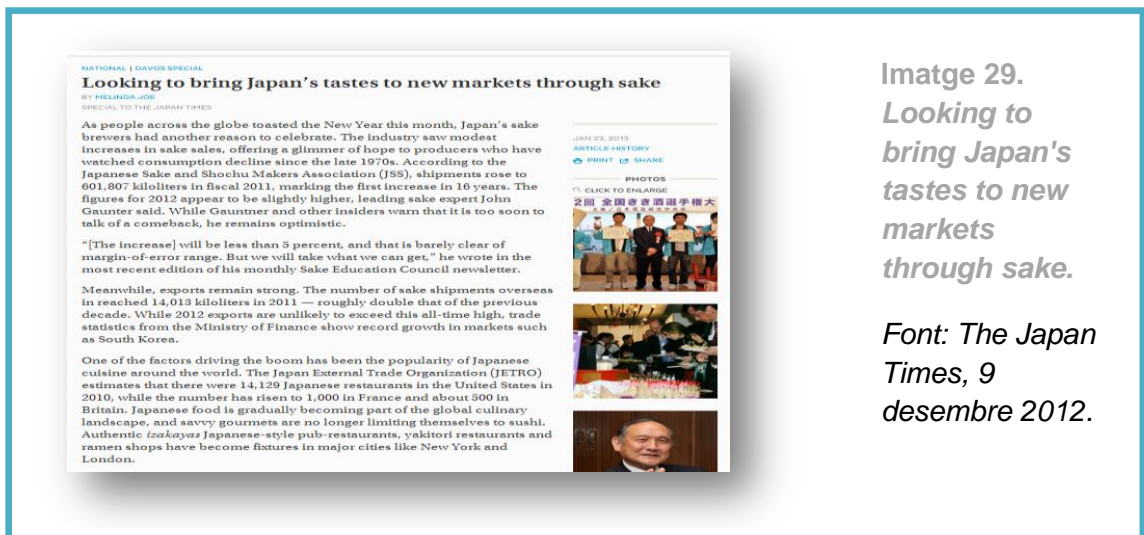 NATIONAL | DAVOS SPECIAL
Looking to bring Japan's tastes to new markets through sake
BY MELINDA JOE
SPECIAL TO THE JAPAN TIMES
As people across the globe toasted the New Year this month, Japan's sake
brewers had another reason to celebrate. The industry saw modest
increases in sake sales, offering a glimmer of hope to producers who have
watched consumption decline since the late 1970s. According to the
Japanese Sake and Shochu Makers Association (JSS), shipments rose to
601,807 kiloliters in fiscal 2011, marking the first increase in 16 years. The
figures for 2012 appear to be slightly higher, leading sake expert John
Gaunter said. While Gauntner and other insiders warn that it is too soon to
talk of a comeback, he remains optimistic.
“[The increase] will be less than 5 percent, and that is barely clear of
margin-of-error range. But we will take what we can get,” he wrote in the
most recent edition of his monthly Sake Education Council newsletter.
Meanwhile, exports remain strong. The number of sake shipments overseas
in reached 14,013 kiloliters in 2011 — roughly double that of the previous
decade. While 2012 exports are unlikely to exceed this all-time high, trade
statistics from the Ministry of Finance show record growth in markets such
as South Korea.
One of the factors driving the boom has been the popularity of Japanese
cuisine around the world. The Japan External Trade Organization (JETRO)
estimates that there were 14,129 Japanese restaurants in the United States in
2010, while the number has risen to 1,000 in France and about 500 in
Britain. Japanese food is gradually becoming part of the global culinary
landscape, and savvy gourmets are no longer limiting themselves to sushi.
Authentic izakayas Japanese-style pub-restaurants, yakitori restaurants and
ramen shops have become fixtures in major cities like New York and
London.
JAN 23, 2013
ARTICLE HISTORY
PRINT SHARE
PHOTOS
CLICK TO ENLARGE
2回 全国きき酒選手権大
Imatge 29.
Looking to
bring Japan's
tastes to new
markets
through sake.
Font: The Japan
Times, 9
desembre 2012.